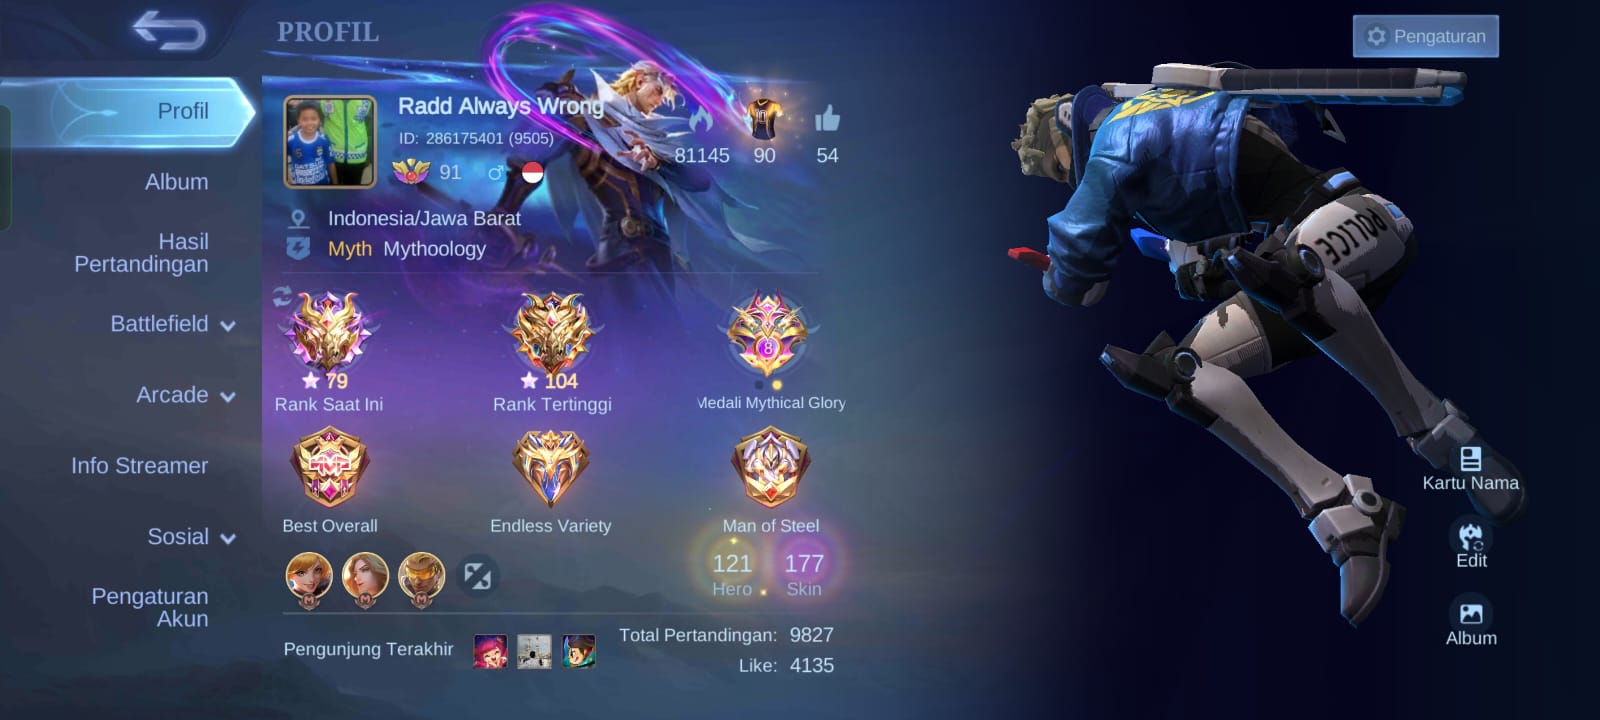 PROFIL
Pengaturan
Profil
Album
Hasil
Pertandingan
Battlefield
Arcade
Info Streamer
Sosial
Pengaturan
Akun
Radd Always Wrong
ID: 286175401 (9505)
91
81145
90
54
Indonesia/Jawa Barat
Myth Mythoology
79
Rank Saat Ini
104
Rank Tertinggi
8
Medali Mythical Glory
Best Overall
Endless Variety
Man of Steel
121
Hero
177
Skin
Pengunjung Terakhir
Total Pertandingan: 9827
Like: 4135
POLICE
Kartu Nama
Edit
Album